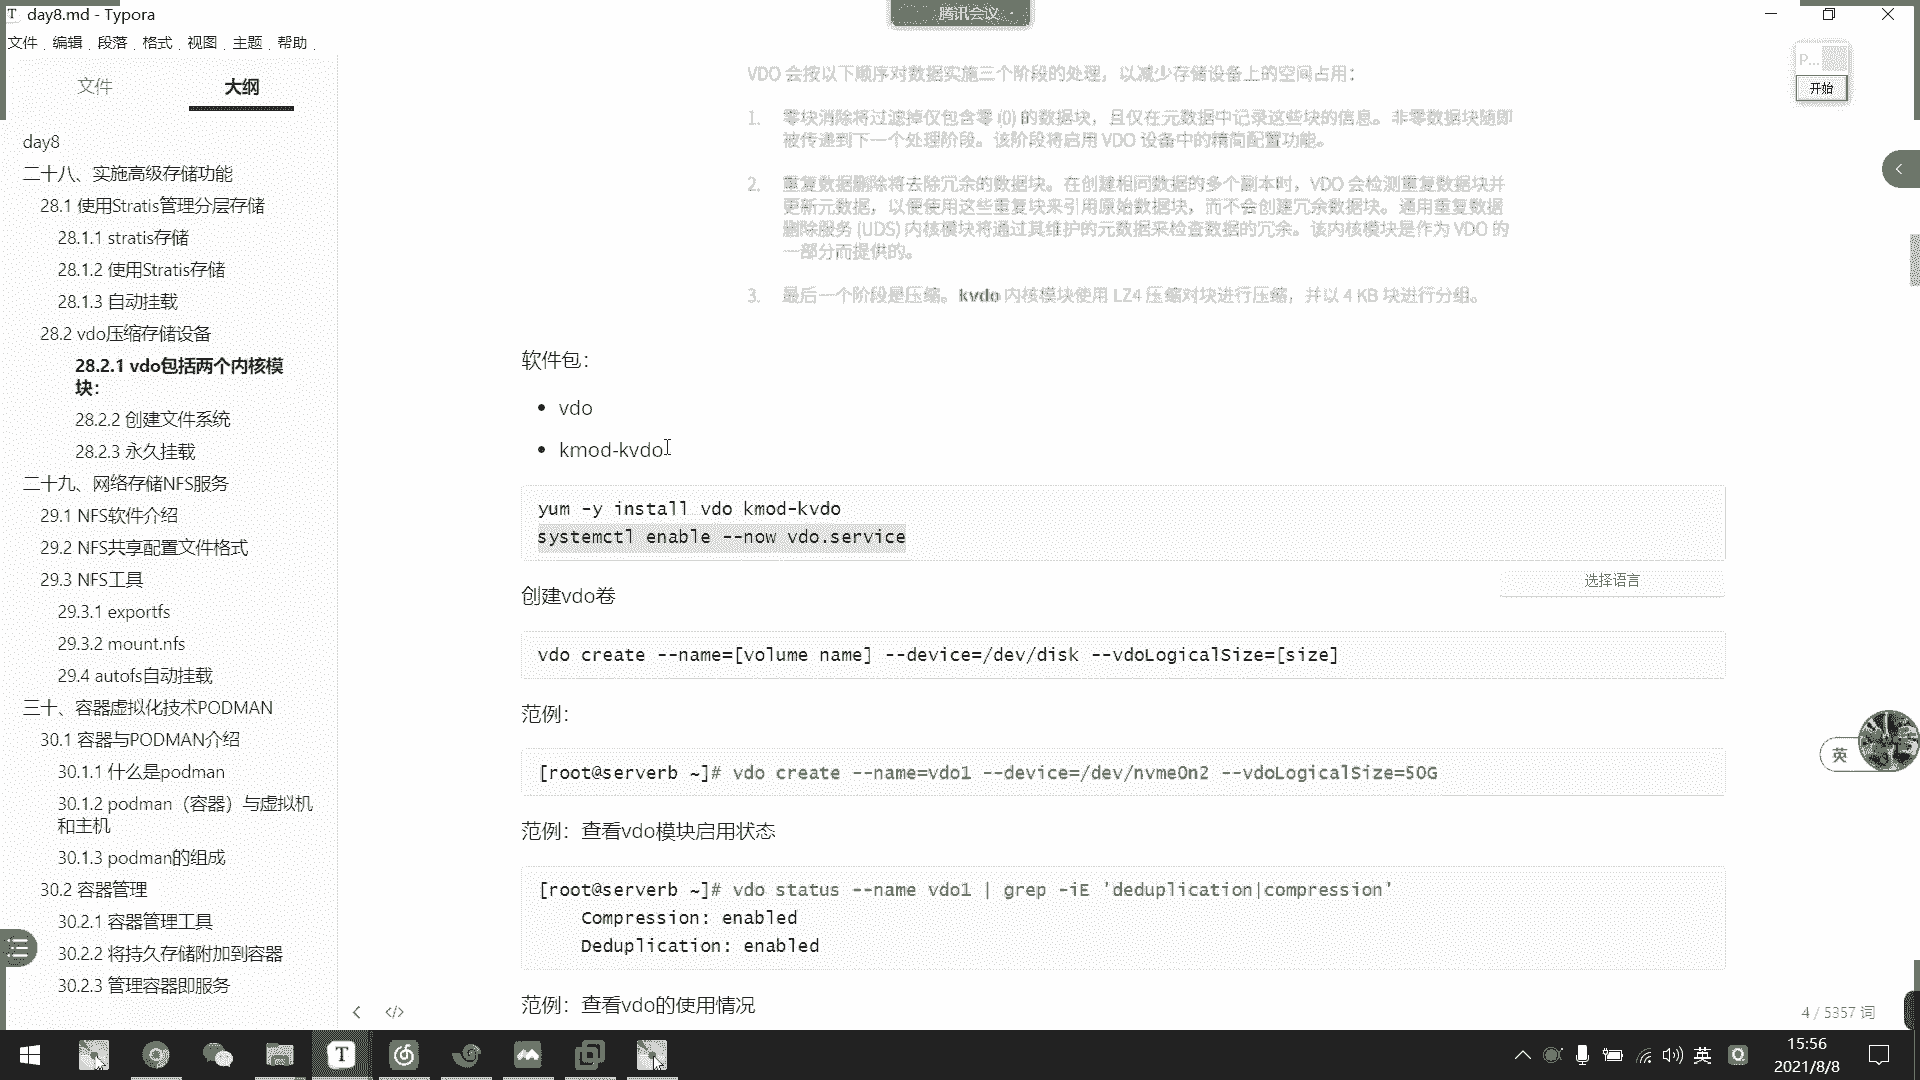 day8.md - Typora
腾讯会议
文件 编辑 段落 格式 视图 主题 帮助
文件 大纲
day8
二十八、实施高级存储功能
28.1 使用Stratis管理分层存储
28.1.1 stratis存储
28.1.2 使用Stratis存储
28.1.3 自动挂载
28.2 vdo压缩存储设备
28.2.1 vdo包括两个内核模
块：
28.2.2 创建文件系统
28.2.3 永久挂载
二十九、网络存储NFS服务
29.1 NFS软件介绍
29.2 NFS共享配置文件格式
29.3 NFS工具
29.3.1 exportfs
29.3.2 mount.nfs
29.4 autofs自动挂载
三十、容器虚拟化技术PODMAN
30.1 容器与PODMAN介绍
30.1.1 什么是podman
30.1.2 podman（容器）与虚拟机
和主机
30.1.3 podman的组成
30.2 容器管理
30.2.1 容器管理工具
30.2.2 将持久存储附加到容器
30.2.3 管理容器即服务
VDO 会按以下顺序对数据实施三个阶段的处理，以减少存储设备上的空间占用：
1. 零块消除将过滤掉仅包含零 (0) 的数据块，且仅在元数据中记录这些块的信息。非零数据块随即
被传递到下一个处理阶段。该阶段将启用 VDO 设备中的精简配置功能。
2. 重复数据删除将去除冗余的数据块。在创建相同数据的多个副本时，VDO 会检测重复数据块并
更新元数据，以便使用这些重复块来引用原始数据块，而不会创建冗余数据块。通用重复数据
删除服务 (UDS) 内核模块将通过其维护的元数据来检查数据的冗余。该内核模块是作为 VDO 的
一部分而提供的。
3. 最后一个阶段是压缩。kvdo 内核模块使用 LZ4 压缩对块进行压缩，并以 4 KB 块进行分组。
软件包：
vdo
kmod-kvdo
yum -y install vdo kmod-kvdo
systemctl enable --now vdo.service
选择语言
创建vdo卷
vdo create --name=[volume name] --device=/dev/disk --vdoLogicalSize=[size]
范例：
[root@serverb ~]# vdo create --name=vdo1 --device=/dev/nvme0n2 --vdoLogicalSize=50G
范例：查看vdo模块启用状态
[root@serverb ~]# vdo status --name vdo1 | grep -iE 'deduplication|compression'
Compression: enabled
Deduplication: enabled
范例：查看vdo的使用情况
P...
开始
英
4 / 5357 词
英
15:56
2021/8/8